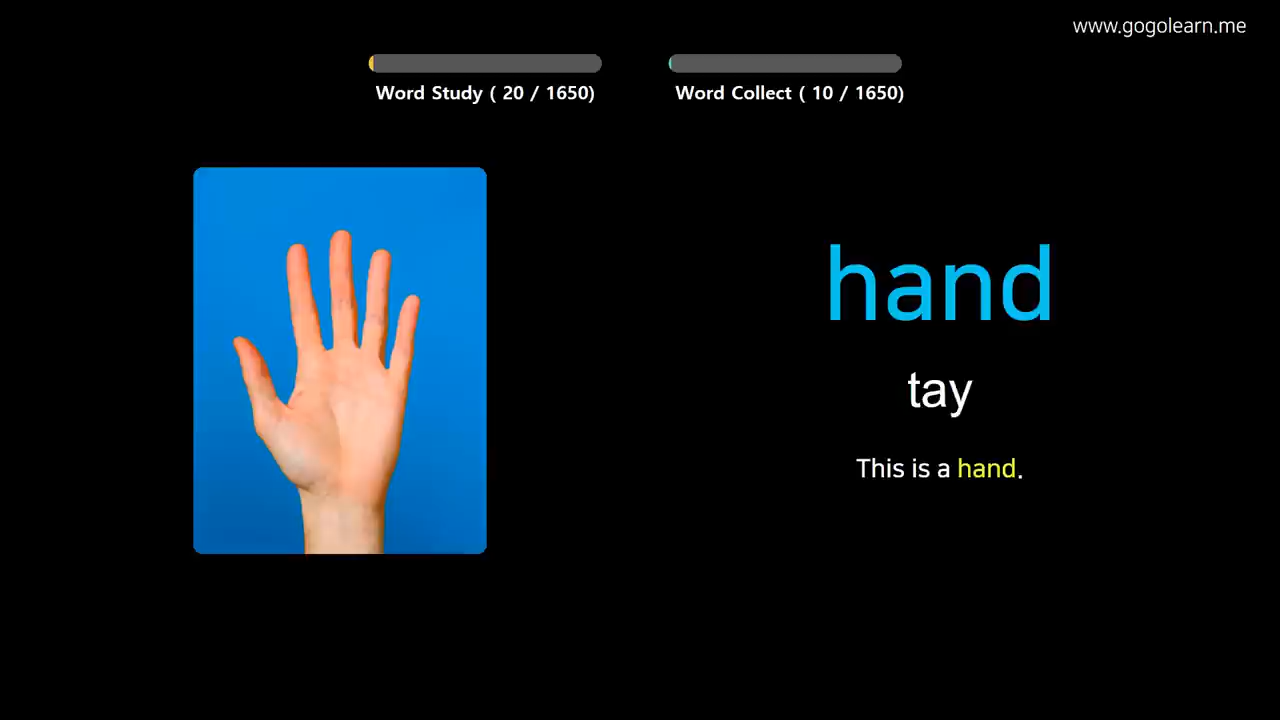 www.gogolearn.me
Word Study ( 20 / 1650)
Word Collect ( 10 / 1650)
hand
tay
This is a hand.